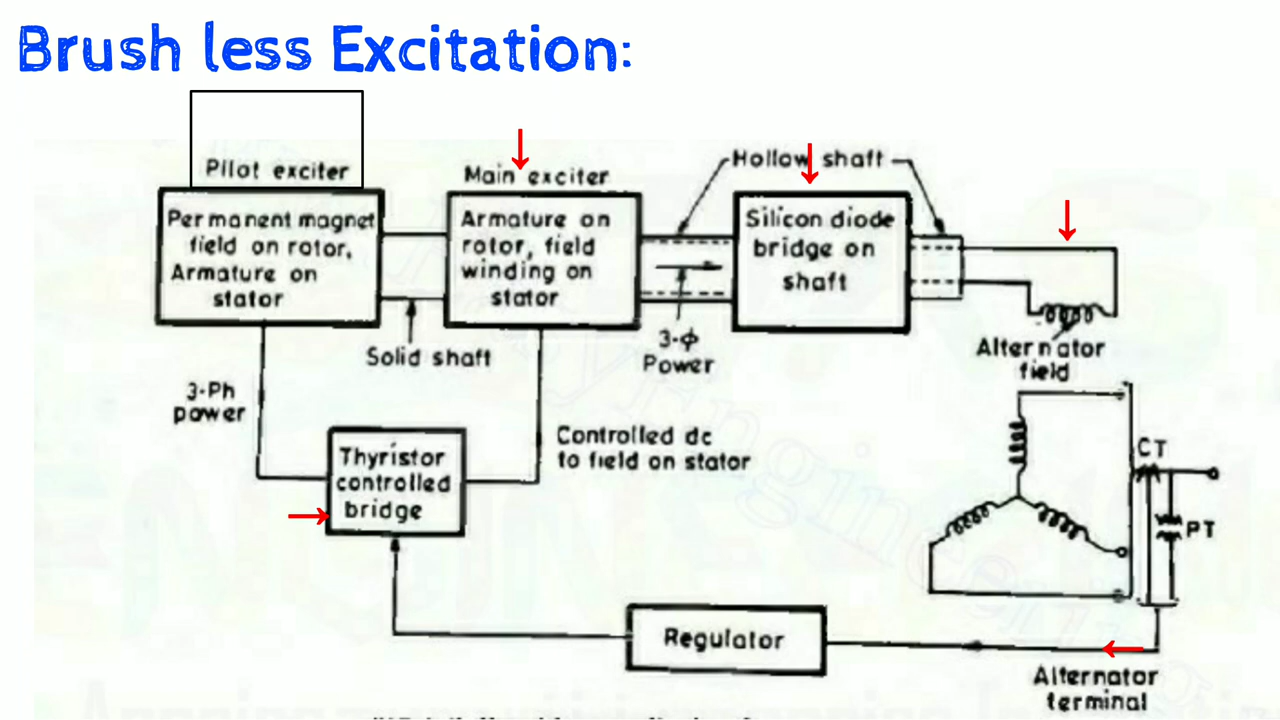 Brush less Excitation:
Pilot exciter
Permanent magnet
field on rotor,
Armature on
stator
Main exciter
Armature on
rotor, field
winding on
stator
Hollow shaft
Silicon diode
bridge on
shaft
Solid shaft
3-ϕ
Power
Alternator
field
3-Ph
power
Thyristor
controlled
bridge
Controlled dc
to field on stator
CT
PT
Regulator
Alternator
terminal